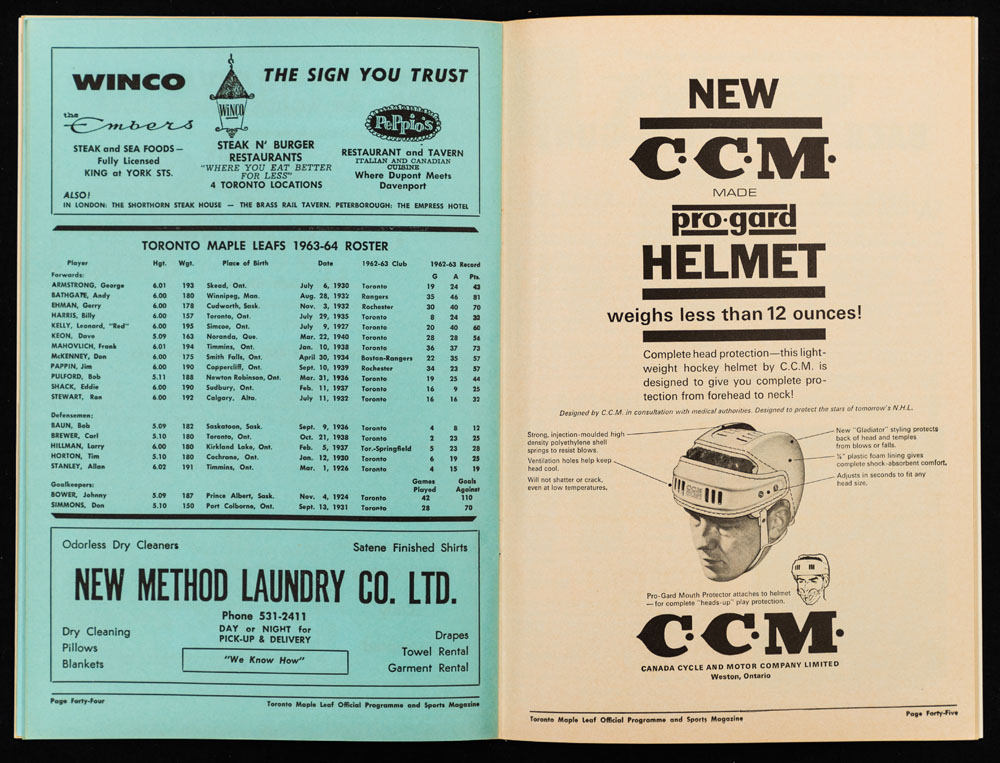 WINCO
THE SIGN YOU TRUST
the Embers
STEAK and SEA FOODS –
Fully Licensed
KING at YORK STS.
WINCO
STEAK N' BURGER
RESTAURANTS
"WHERE YOU EAT BETTER
FOR LESS"
4 TORONTO LOCATIONS
PePpio's
RESTAURANT and TAVERN
ITALIAN AND CANADIAN
CUISINE
Where Dupont Meets
Davenport
ALSO!
IN LONDON: THE SHORTHORN STEAK HOUSE — THE BRASS RAIL TAVERN. PETERBOROUGH: THE EMPRESS HOTEL
TORONTO MAPLE LEAFS 1963-64 ROSTER
Player Hgt. Wgt. Place of Birth Date 1962-63 Club 1962-63 Record
Forwards: G A Pts.
ARMSTRONG, George 6.01 193 Skead, Ont. July 6, 1930 Toronto 19 24 43
BATHGATE, Andy 6.00 180 Winnipeg, Man. Aug. 28, 1932 Rangers 35 46 81
EHMAN, Gerry 6.00 178 Cudworth, Sask. Nov. 3, 1932 Rochester 30 40 70
HARRIS, Billy 6.00 157 Toronto, Ont. July 29, 1935 Toronto 8 24 32
KELLY, Leonard, "Red" 6.00 195 Simcoe, Ont. July 9, 1927 Toronto 20 40 60
KEON, Dave 5.09 163 Noranda, Que. Mar. 22, 1940 Toronto 28 28 56
MAHOVLICH, Frank 6.01 194 Timmins, Ont. Jan. 10, 1938 Toronto 36 37 73
McKENNEY, Don 6.00 175 Smith Falls, Ont. April 30, 1934 Boston-Rangers 22 35 57
PAPPIN, Jim 6.00 190 Coppercliff, Ont. Sept. 10, 1939 Rochester 34 23 57
PULFORD, Bob 5.11 188 Newton Robinson, Ont. Mar. 31, 1936 Toronto 19 25 44
SHACK, Eddie 6.00 190 Sudbury, Ont. Feb. 11, 1937 Toronto 16 9 25
STEWART, Ron 6.00 192 Calgary, Alta. July 11, 1932 Toronto 16 16 32
Defensemen:
BAUN, Bob 5.09 182 Saskatoon, Sask. Sept. 9, 1936 Toronto 4 8 12
BREWER, Carl 5.10 180 Toronto, Ont. Oct. 21, 1938 Toronto 2 23 25
HILLMAN, Larry 6.00 180 Kirkland Lake, Ont. Feb. 5, 1937 Tor.-Springfield 5 23 28
HORTON, Tim 5.10 180 Cochrane, Ont. Jan. 12, 1920 Toronto 6 19 25
STANLEY, Allan 6.02 191 Timmins, Ont. Mar. 1, 1926 Toronto 4 15 19
Goalkeepers: Games Played Goals Against
BOWER, Johnny 5.09 187 Prince Albert, Sask. Nov. 4, 1924 Toronto 42 110
SIMMONS, Don 5.10 150 Port Colborne, Ont. Sept. 13, 1931 Toronto 28 70
Odorless Dry Cleaners
Satene Finished Shirts
NEW METHOD LAUNDRY CO. LTD.
Phone 531-2411
DAY or NIGHT for
PICK-UP & DELIVERY
Dry Cleaning
Pillows
Blankets
"We Know How"
Drapes
Towel Rental
Garment Rental
Page Forty-Four
Toronto Maple Leaf Official Programme and Sports Magazine
NEW
C·C·M·
MADE
pro·gard
HELMET
weighs less than 12 ounces!
Complete head protection—this light-
weight hockey helmet by C.C.M. is
designed to give you complete pro-
tection from forehead to neck!
Designed by C.C.M. in consultation with medical authorities. Designed to protect the stars of tomorrow's N.H.L.
Strong, injection-moulded high
density polyethylene shell
springs to resist blows.
Ventilation holes help keep
head cool.
Will not shatter or crack,
even at low temperatures.
New "Gladiator" styling protects
back of head and temples
from blows or falls.
¼" plastic foam lining gives
complete shock-absorbent comfort.
Adjusts in seconds to fit any
head size.
Pro-Gard Mouth Protector attaches to helmet
—for complete "heads-up" play protection.
C·C·M·
CANADA CYCLE AND MOTOR COMPANY LIMITED
Weston, Ontario
Toronto Maple Leaf Official Programme and Sports Magazine
Page Forty-Five